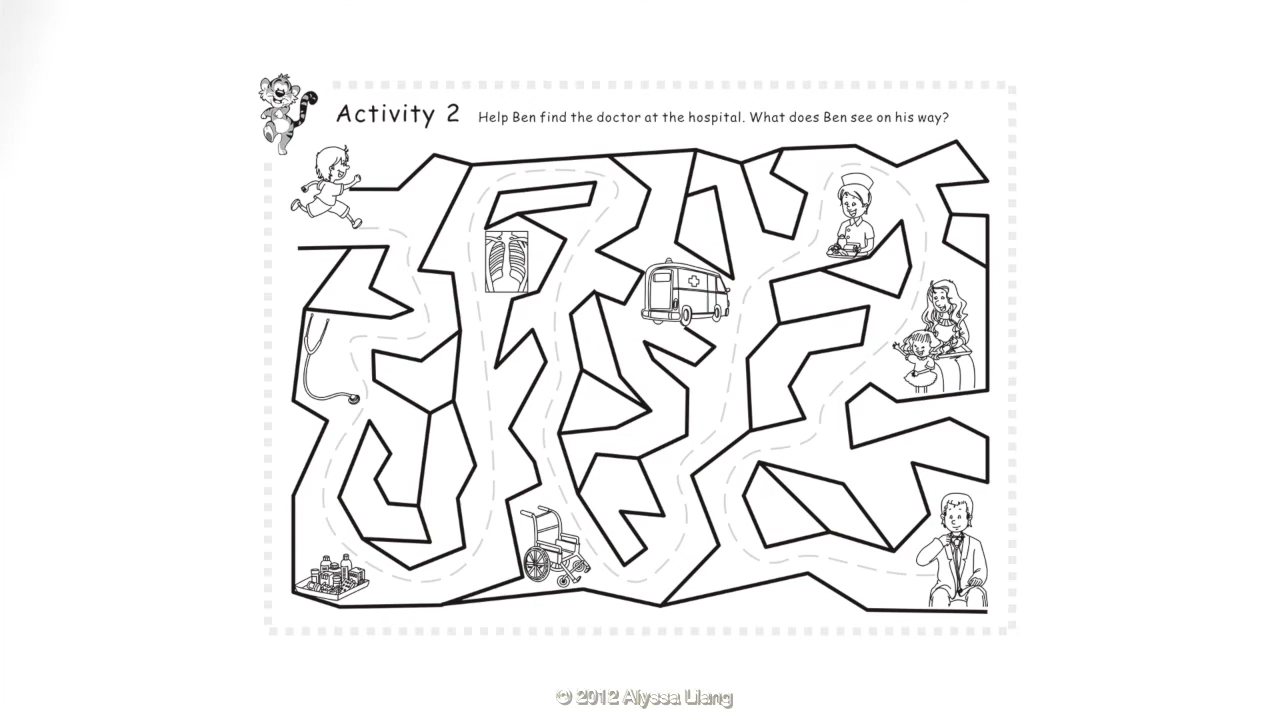 Activity 2 Help Ben find the doctor at the hospital. What does Ben see on his way?
© 2012 Alyssa Liang